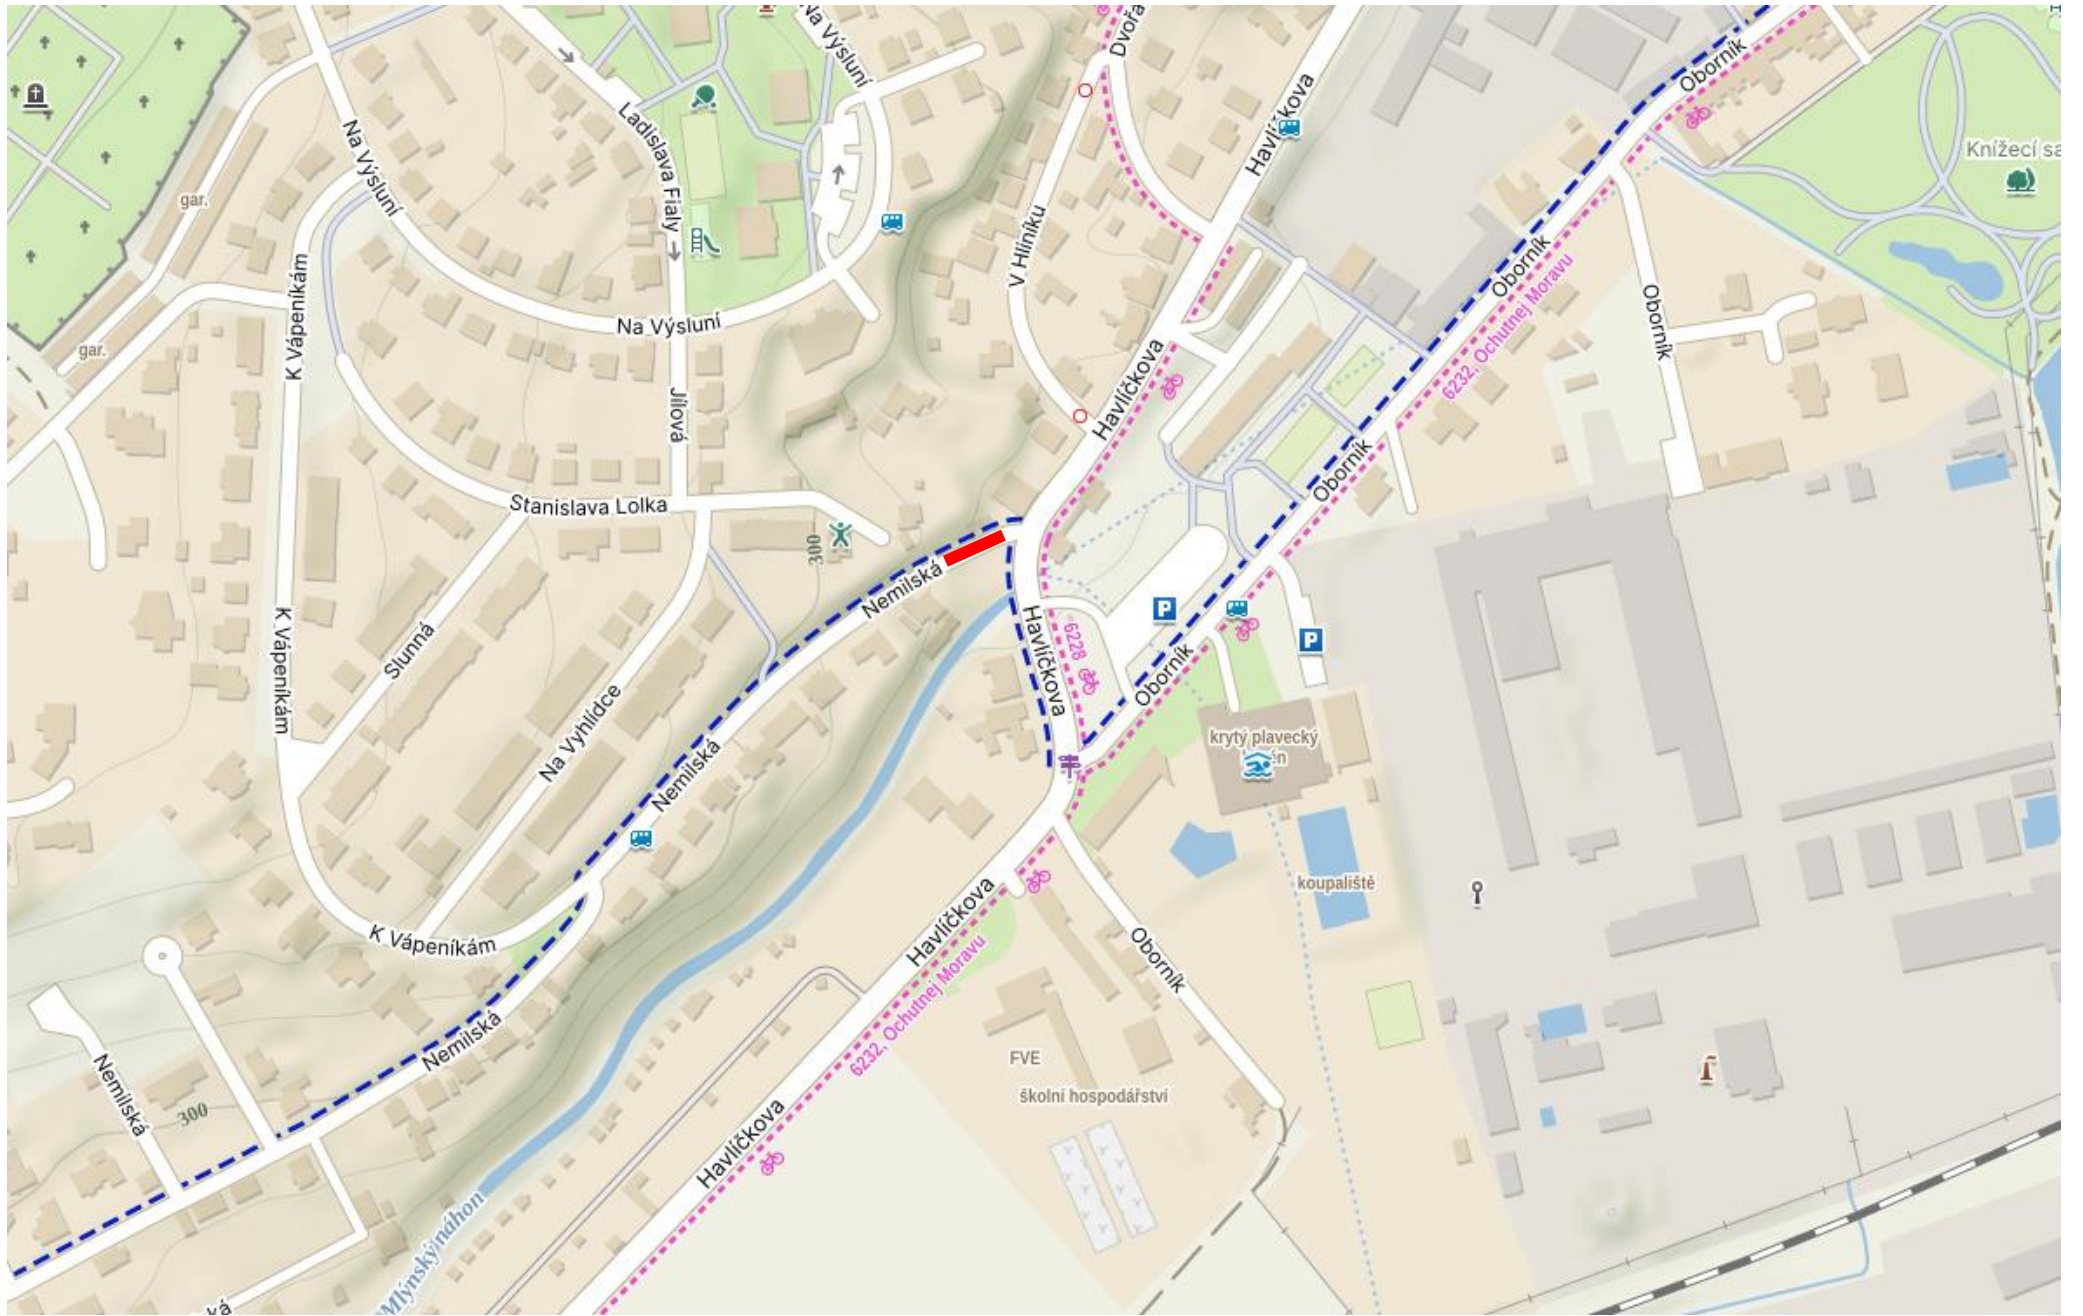 Na Výsluní
Dvořa
Oborník
Havlíčkova
Ladislava Fialy
Na Výsluní
Knížecí sa
gar.
V Hliníku
Oborník
K Vápeníkám
Oborník
6232, Ochutnej Moravu
Na Výsluní
gar.
Havlíčkova
Jílová
Oborník
Stanislava Lolka
300
Nemilská
P
P
6228
Havlíčkova
Slunná
K Vápeníkám
Oborník
Na Vyhlídce
Nemilská
krytý plavecký
koupaliště
K Vápeníkám
Havlíčkova
Oborník
6232, Ochutnej Moravu
Nemilská
Nemilská
FVE
školní hospodářství
300
Havlíčkova
Mlýnský náhon